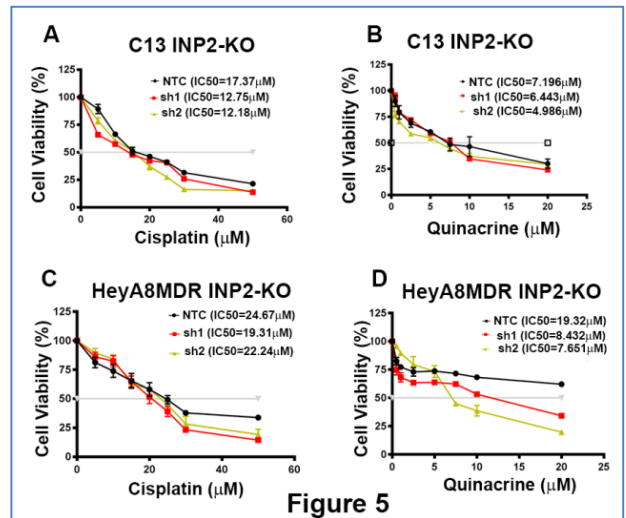 A
C13 INP2-KO
NTC (IC50=17.37μM)
sh1 (IC50=12.75μM)
sh2 (IC50=12.18μM)
Cell Viability (%)
125
100
75
50
25
0
0
20
40
60
Cisplatin (μM)
B
C13 INP2-KO
NTC (IC50=7.196μM)
sh1 (IC50=6.443μM)
sh2 (IC50=4.986μM)
Cell Viability (%)
125
100
75
50
25
0
0
5
10
15
20
25
Quinacrine (μM)
C
HeyA8MDR INP2-KO
NTC (IC50=24.67μM)
sh1 (IC50=19.31μM)
sh2 (IC50=22.24μM)
Cell Viability (%)
125
100
75
50
25
0
0
20
40
60
Cisplatin (μM)
D
HeyA8MDR INP2-KO
NTC (IC50=19.32μM)
sh1 (IC50=8.432μM)
sh2 (IC50=7.651μM)
Cell Viability (%)
125
100
75
50
25
0
0
5
10
15
20
25
Quinacrine (μM)
Figure 5